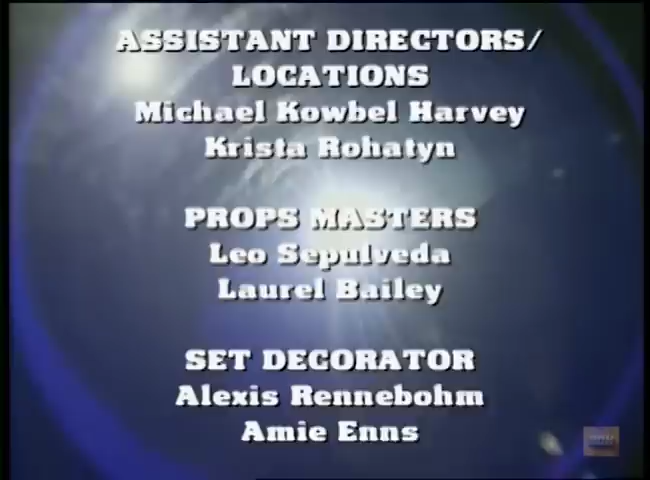 ASSISTANT DIRECTORS/
LOCATIONS
Michael Kowbel Harvey
Krista Rohatyn
PROPS MASTERS
Leo Sepulveda
Laurel Bailey
SET DECORATOR
Alexis Rennebohm
Amie Enns